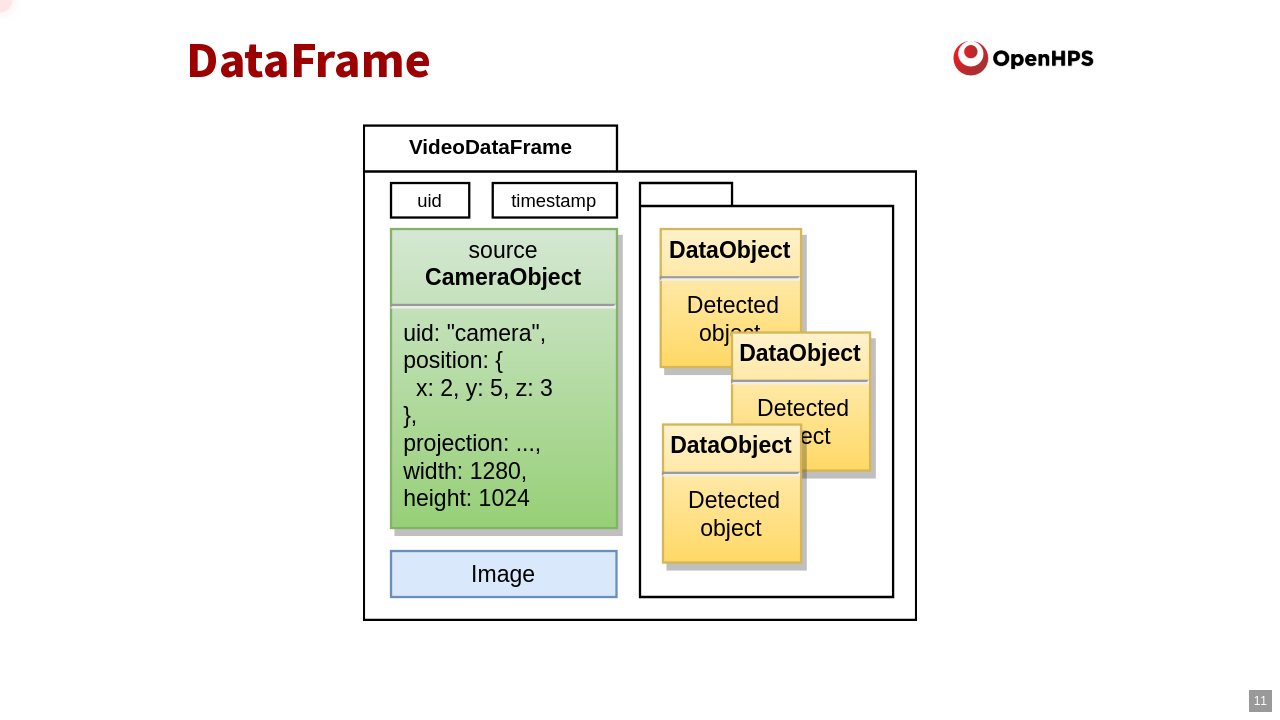 DataFrame
OpenHPS
VideoDataFrame
uid
timestamp
source
CameraObject
uid: "camera",
position: {
x: 2, y: 5, z: 3
},
projection: ...,
width: 1280,
height: 1024
Image
DataObject
Detected
object
DataObject
Detected
ect
DataObject
Detected
object
11